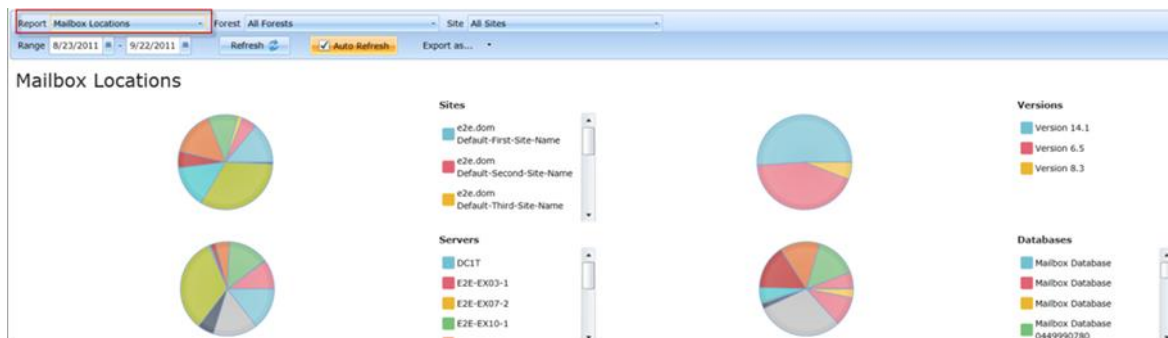 Report Mailbox Locations Forest All Forests Site All Sites
Range 8/23/2011 - 9/22/2011 Refresh Auto Refresh Export as...
Mailbox Locations
Sites
e2e.dom
Default-First-Site-Name
e2e.dom
Default-Second-Site-Name
e2e.dom
Default-Third-Site-Name
Versions
Version 14.1
Version 6.5
Version 8.3
Servers
DC1T
E2E-EX03-1
E2E-EX07-2
E2E-EX10-1
Databases
Mailbox Database
Mailbox Database
Mailbox Database
Mailbox Database
0449990780